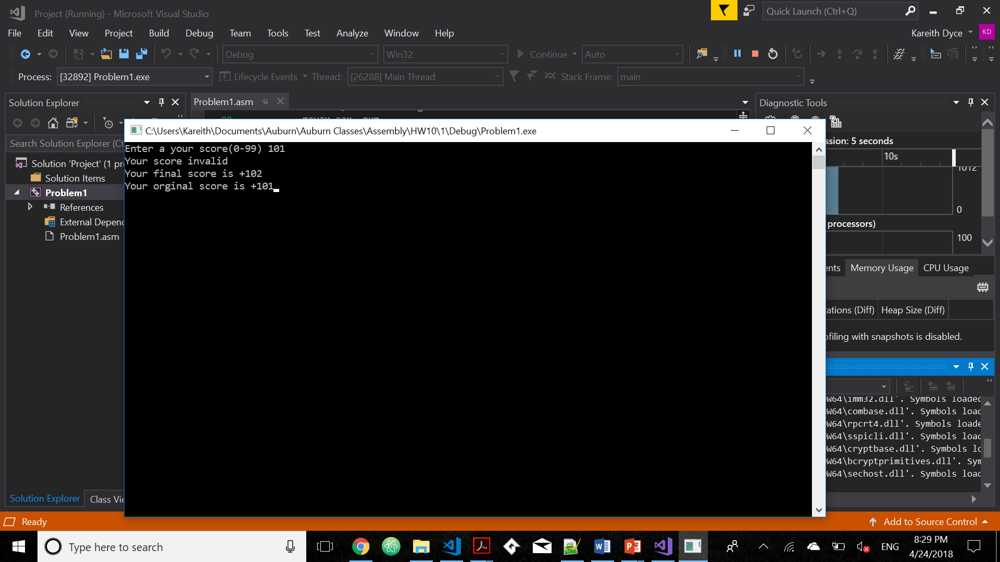 Project (Running) - Microsoft Visual Studio
Quick Launch (Ctrl+Q)
File Edit View Project Build Debug Team Tools Test Analyze Window Help
Kareith Dyce KD
Debug Win32 Continue Auto
Process: [32892] Problem1.exe Lifecycle Events Thread: [26288] Main Thread Stack Frame: main
Solution Explorer
Problem1.asm
Diagnostic Tools
C:\Users\Kareith\Documents\Auburn\Auburn Classes\Assembly\HW10\1\Debug\Problem1.exe
Search Solution Explorer (Ct
Solution 'Project' (1 pr
Solution Items
Problem1
References
External Depend
Problem1.asm
Solution Explorer Class Vie
Enter a your score(0-99) 101
Your score invalid
Your final score is +102
Your orginal score is +101
ssion: 5 seconds
10s
1012
0
processors)
100
ents Memory Usage CPU Usage
ations (Diff) Heap Size (Diff)
ofiling with snapshots is disabled.
W64\imm32.dll'. Symbols loaded
W64\combase.dll'. Symbols load
W64\rpcrt4.dll'. Symbols loade
W64\sspicli.dll'. Symbols load
W64\cryptbase.dll'. Symbols lo
W64\bcryptprimitives.dll'. Sym
W64\sechost.dll'. Symbols load
Ready
Add to Source Control
Type here to search
ENG
8:29 PM
4/24/2018